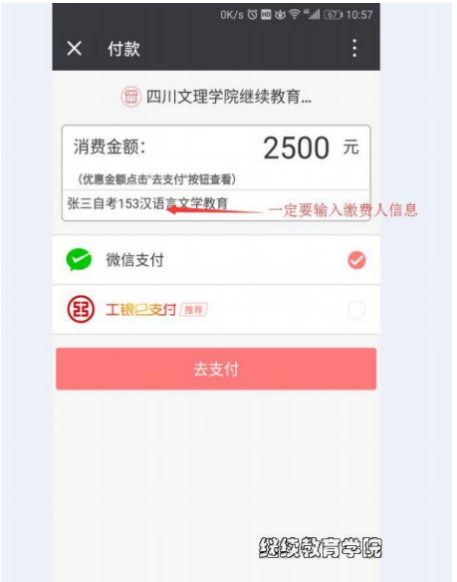 0K/s HD 4G 67 10:57
× 付款
四川文理学院继续教育...
消费金额： 2500 元
（优惠金额点击"去支付"按钮查看）
张三自考153汉语言文学教育
一定要输入缴费人信息
微信支付
工银e支付 推荐
去支付
继续教育学院